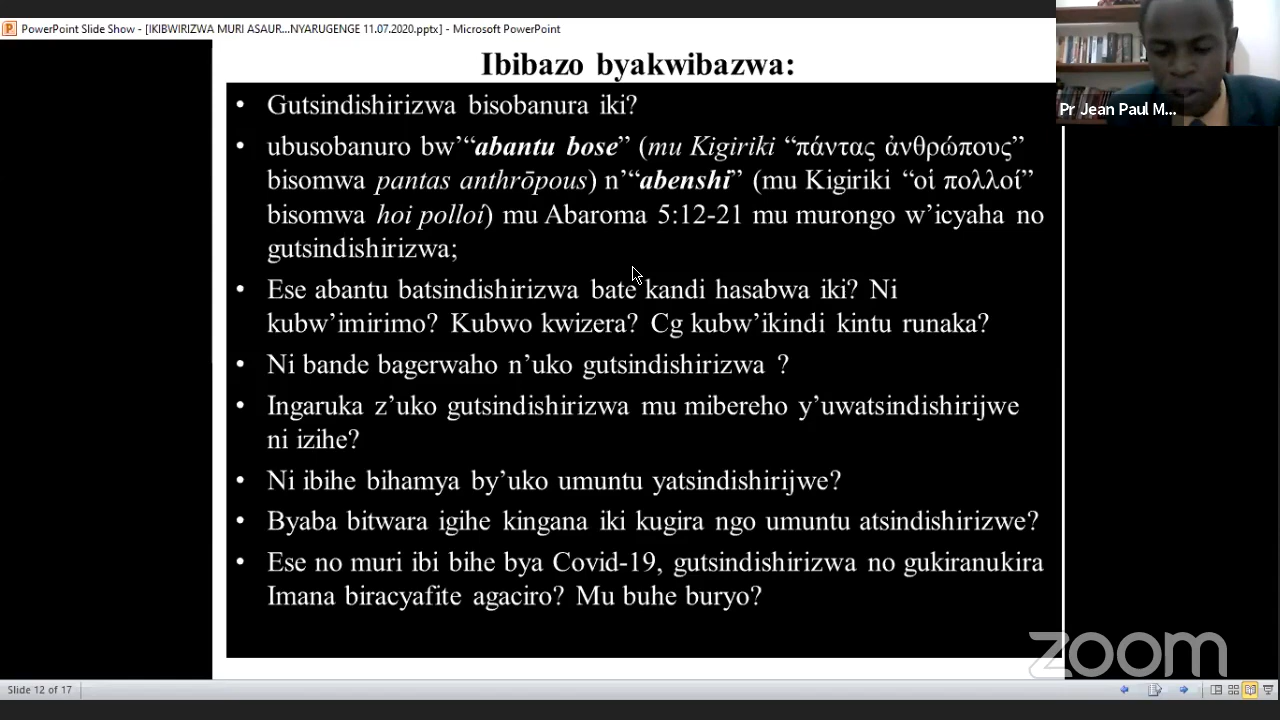 PowerPoint Slide Show - [IKIBWIRIZWA MURI ASAUR...NYARUGENGE 11.07.2020.pptx] - Microsoft PowerPoint
Ibibazo byakwibazwa:
• Gutsindishirizwa bisobanura iki?
• ubusobanuro bw’“abantu bose” (mu Kigiriki “πάντας ἀνθρώπους”
bisomwa pantas anthrōpous) n’“abenshi” (mu Kigiriki “οἱ πολλοί”
bisomwa hoi polloí) mu Abaroma 5:12-21 mu murongo w’icyaha no
gutsindishirizwa;
• Ese abantu batsindishirizwa bate kandi hasabwa iki? Ni
kubw’imirimo? Kubwo kwizera? Cg kubw’ikindi kintu runaka?
• Ni bande bagerwaho n’uko gutsindishirizwa ?
• Ingaruka z’uko gutsindishirizwa mu mibereho y’uwatsindishirijwe
ni izihe?
• Ni ibihe bihamya by’uko umuntu yatsindishirijwe?
• Byaba bitwara igihe kingana iki kugira ngo umuntu atsindishirizwe?
• Ese no muri ibi bihe bya Covid-19, gutsindishirizwa no gukiranukira
Imana biracyafite agaciro? Mu buhe buryo?
Pr Jean Paul M...
zoom
Slide 12 of 17